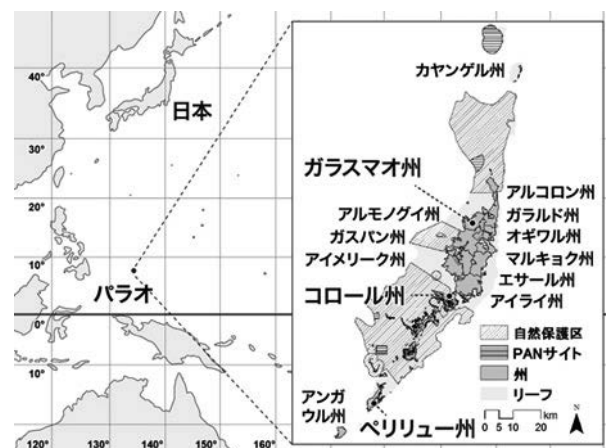 40°
30°
20°
10°
0°
10°
120°
130°
140°
150°
160°
日本
パラオ
カヤンゲル州
ガラスマオ州
アルコロン州
アルモノグイ州
ガラルド州
ガスパン州
オギワル州
アイメリーク州
マルキョク州
エサール州
コロール州
アイライ州
自然保護区
PANサイト
州
リーフ
アンガ
ウル州
ペリリュー州
0 5 10 20
km
N